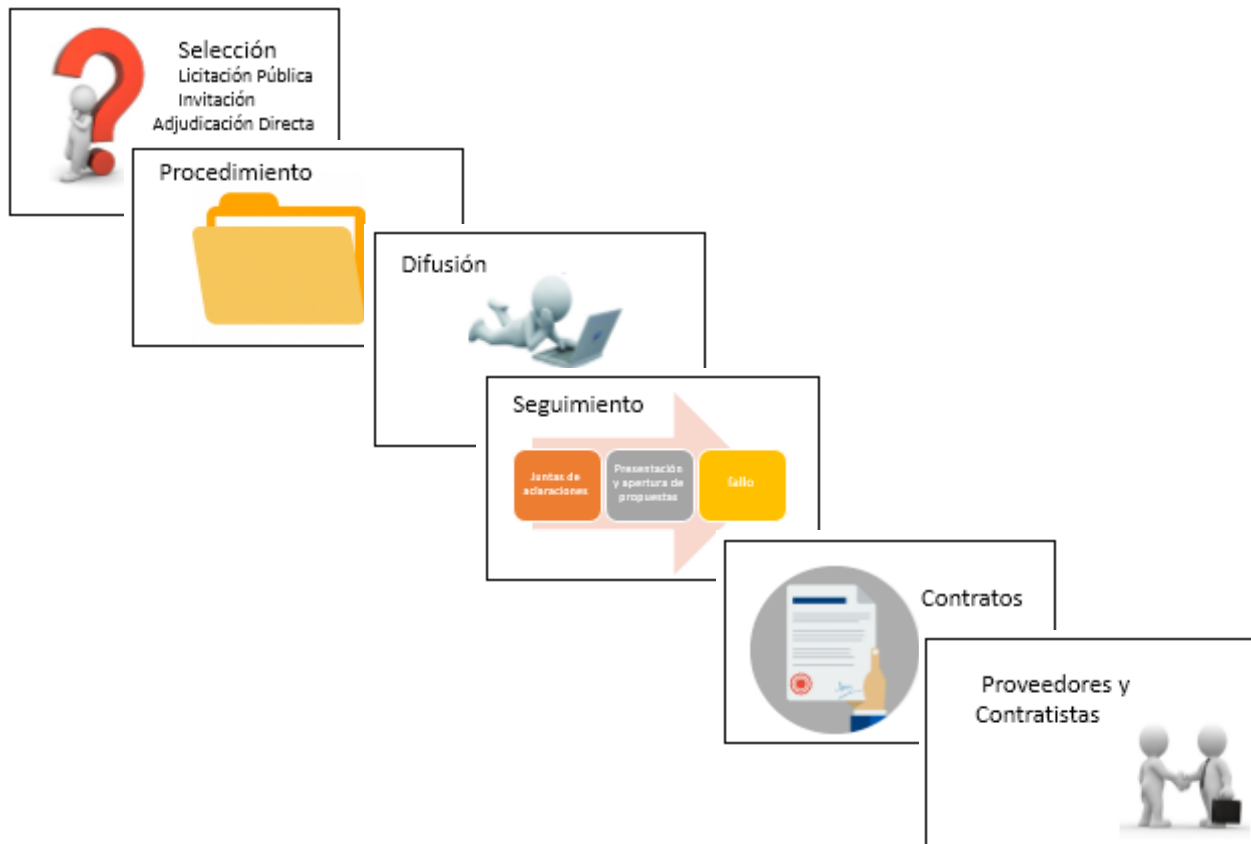 Selección
Licitación Pública
Invitación
Adjudicación Directa
Procedimiento
Difusión
Seguimiento
Juntas de
aclaraciones
Presentación
y apertura de
propuestas
fallo
Contratos
Proveedores y
Contratistas